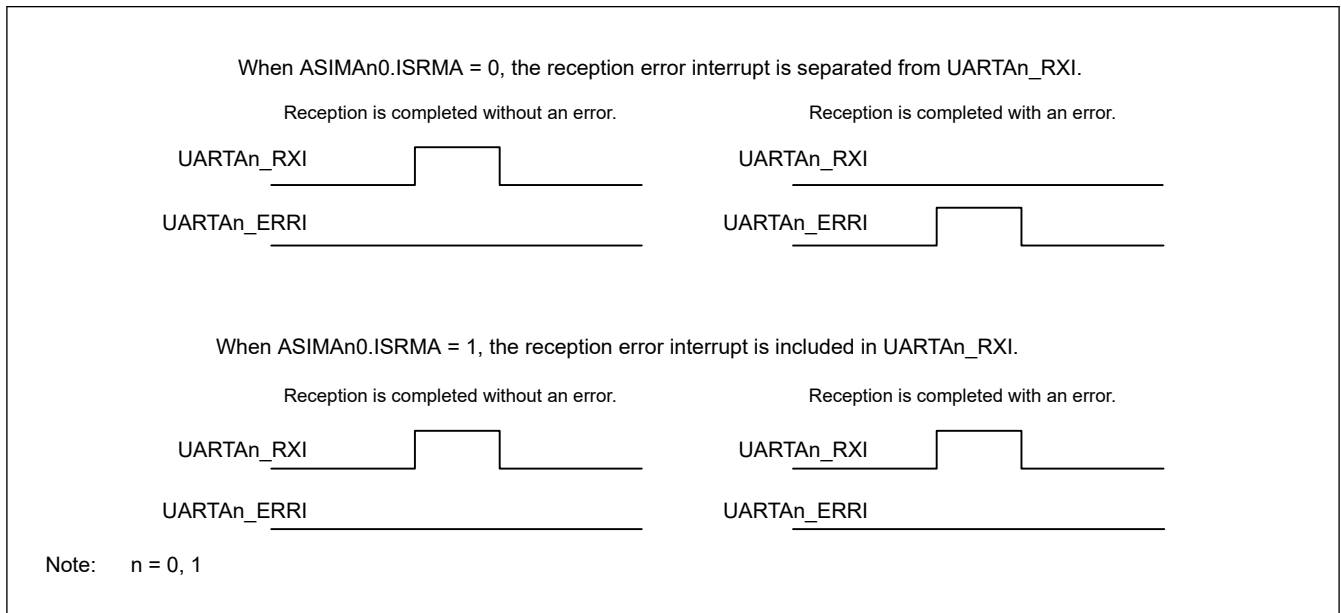 When ASIMAn0.ISRMA = 0, the reception error interrupt is separated from UARTAn_RXI.
Reception is completed without an error.
Reception is completed with an error.
UARTAn_RXI
UARTAn_RXI
UARTAn_ERRI
UARTAn_ERRI
When ASIMAn0.ISRMA = 1, the reception error interrupt is included in UARTAn_RXI.
Reception is completed without an error.
Reception is completed with an error.
UARTAn_RXI
UARTAn_RXI
UARTAn_ERRI
UARTAn_ERRI
Note: n = 0, 1